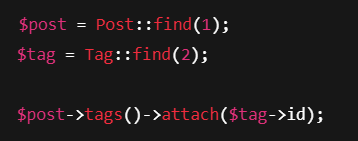 $post = Post::find(1);
$tag = Tag::find(2);
$post->tags()->attach($tag->id);